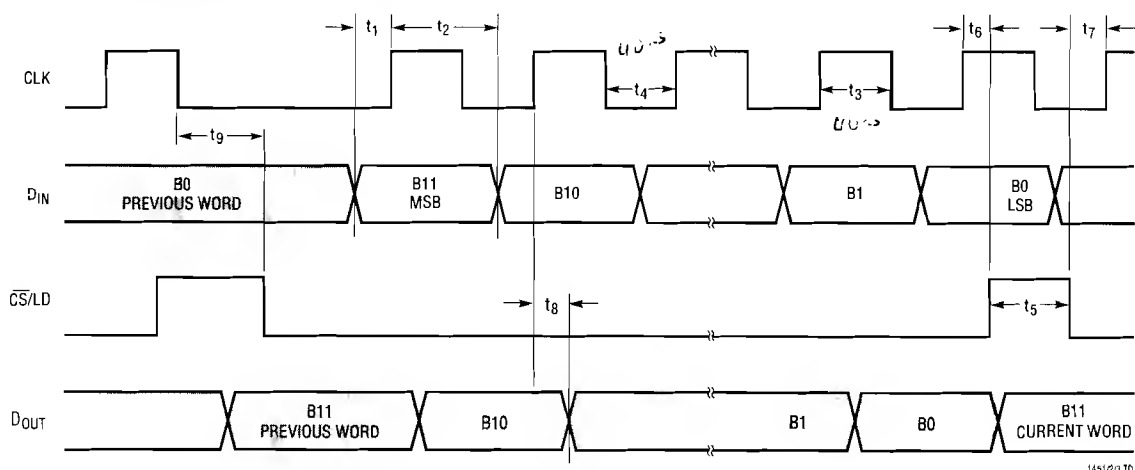 t1 t2 t6 t7
CLK
t4 t3
t9
DIN
B0
PREVIOUS WORD
B11
MSB
B10
B1
B0
LSB
CS/LD
t8 t5
DOUT
B11
PREVIOUS WORD
B10
B1
B0
B11
CURRENT WORD